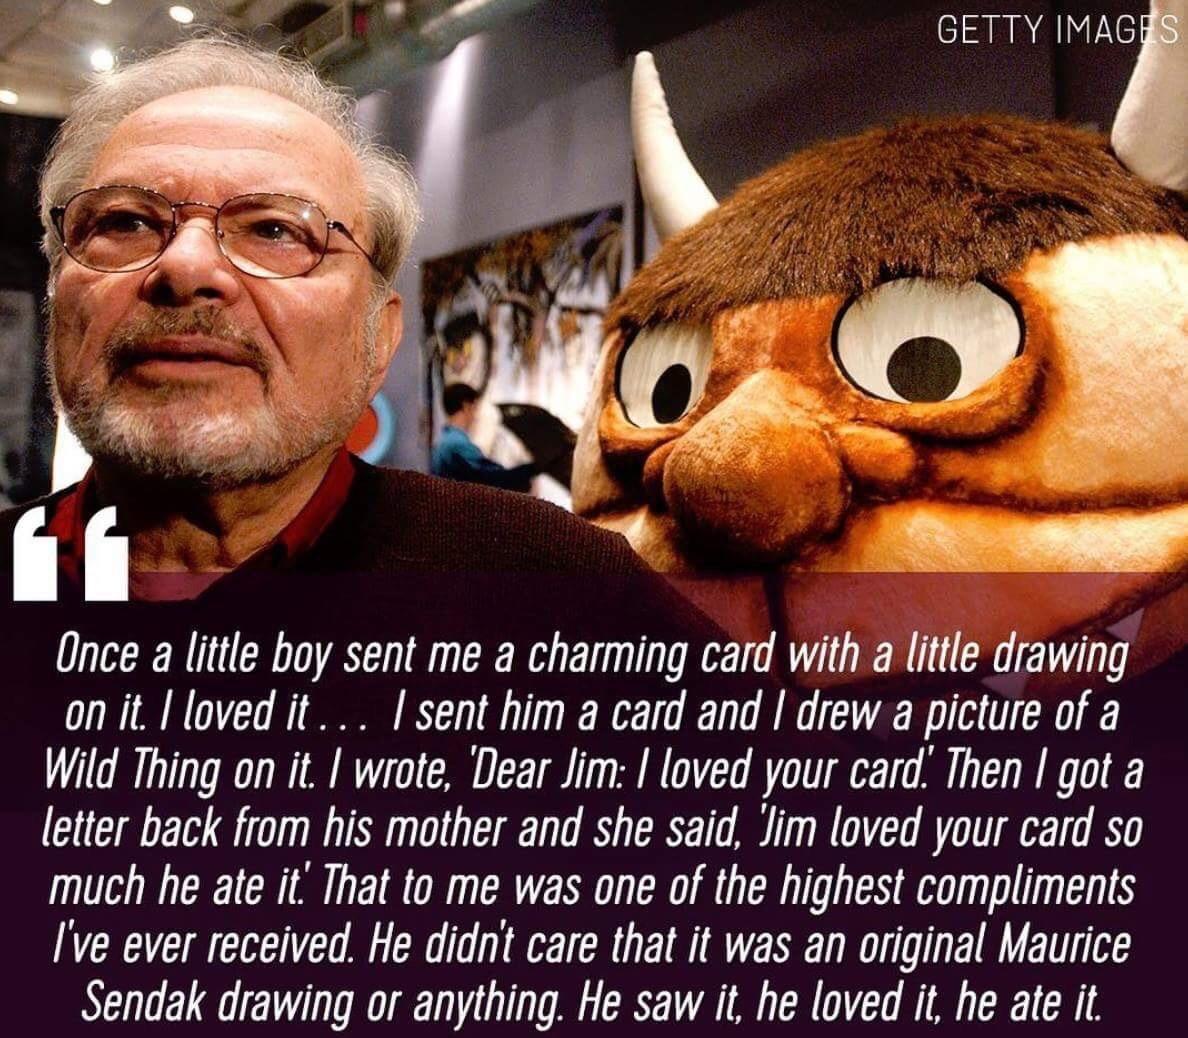 GETTY IMAGES
“
Once a little boy sent me a charming card with a little drawing
on it. I loved it . . . I sent him a card and I drew a picture of a
Wild Thing on it. I wrote, 'Dear Jim: I loved your card.' Then I got a
letter back from his mother and she said, 'Jim loved your card so
much he ate it.' That to me was one of the highest compliments
I've ever received. He didn't care that it was an original Maurice
Sendak drawing or anything. He saw it, he loved it, he ate it.